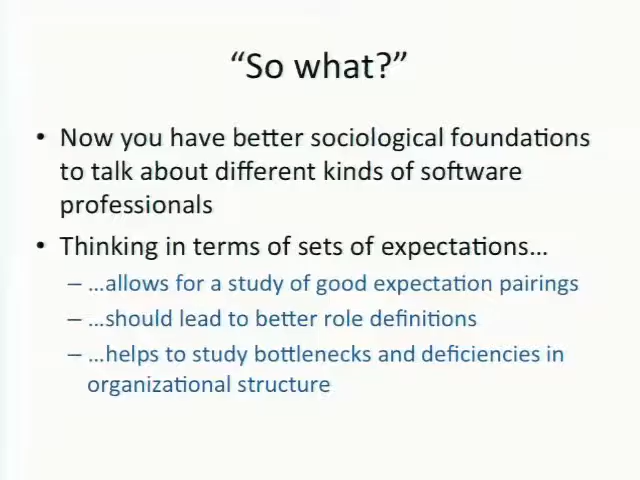 “So what?”
• Now you have better sociological foundations
to talk about different kinds of software
professionals
• Thinking in terms of sets of expectations…
– …allows for a study of good expectation pairings
– …should lead to better role definitions
– …helps to study bottlenecks and deficiencies in
organizational structure